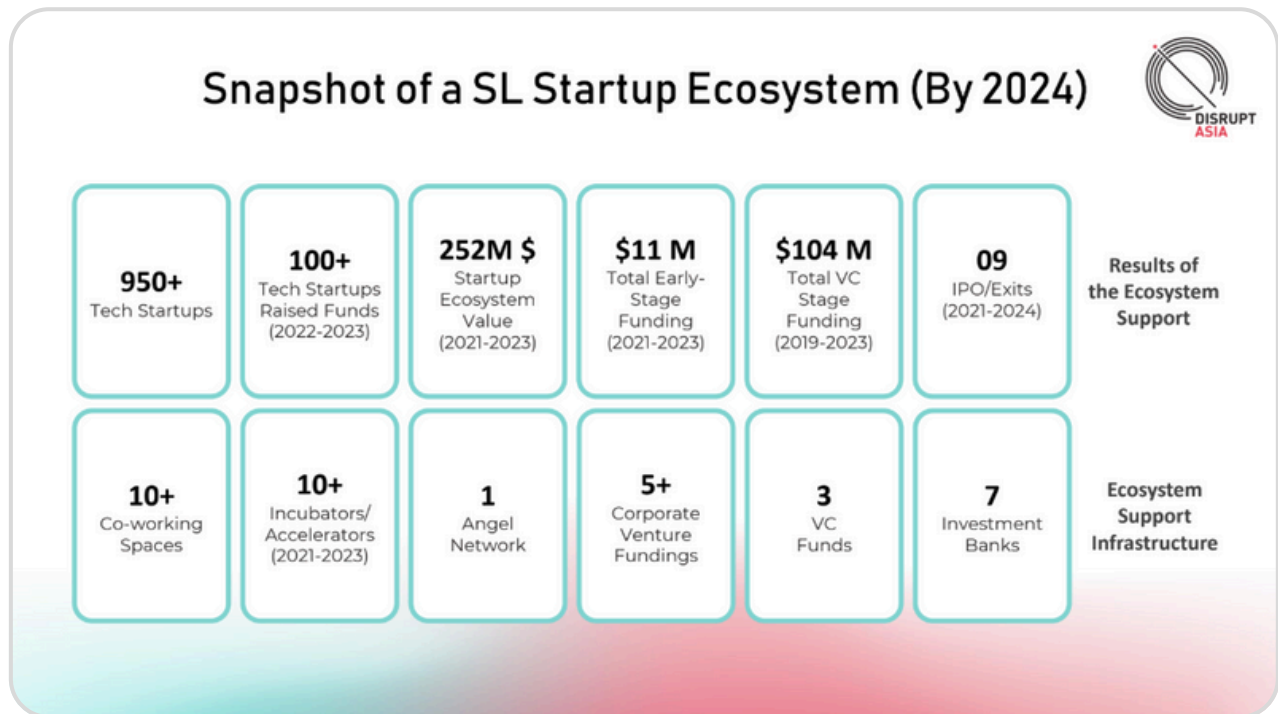 Snapshot of a SL Startup Ecosystem (By 2024)
DISRUPT
ASIA
950+
Tech Startups
100+
Tech Startups
Raised Funds
(2022-2023)
252M $
Startup
Ecosystem
Value
(2021-2023)
$11 M
Total Early-
Stage
Funding
(2021-2023)
$104 M
Total VC
Stage
Funding
(2019-2023)
09
IPO/Exits
(2021-2024)
Results of
the Ecosystem
Support
10+
Co-working
Spaces
10+
Incubators/
Accelerators
(2021-2023)
1
Angel
Network
5+
Corporate
Venture
Fundings
3
VC
Funds
7
Investment
Banks
Ecosystem
Support
Infrastructure